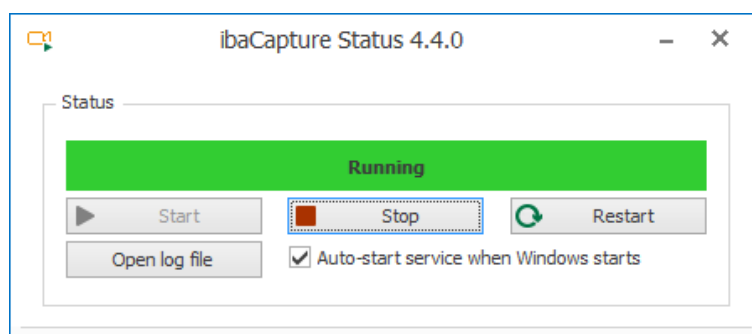 ibaCapture Status 4.4.0
Status
Running
Start Stop Restart
Open log file Auto-start service when Windows starts